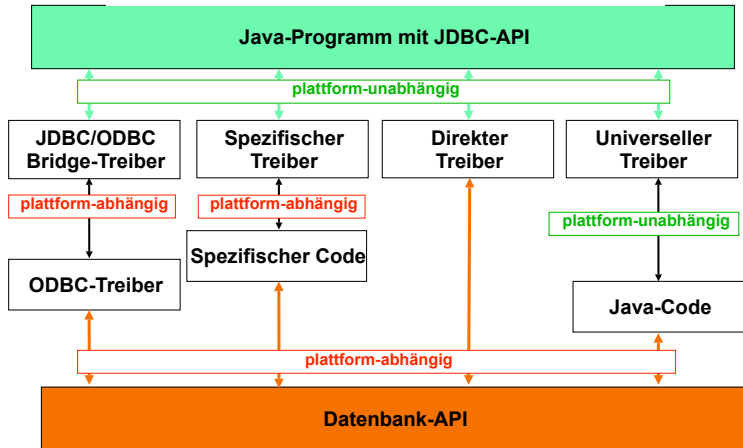 Java-Programm mit JDBC-API
plattform-unabhängig
JDBC/ODBC
Bridge-Treiber
Spezifischer
Treiber
Direkter
Treiber
Universeller
Treiber
plattform-abhängig
plattform-abhängig
plattform-unabhängig
Spezifischer Code
ODBC-Treiber
Java-Code
plattform-abhängig
Datenbank-API